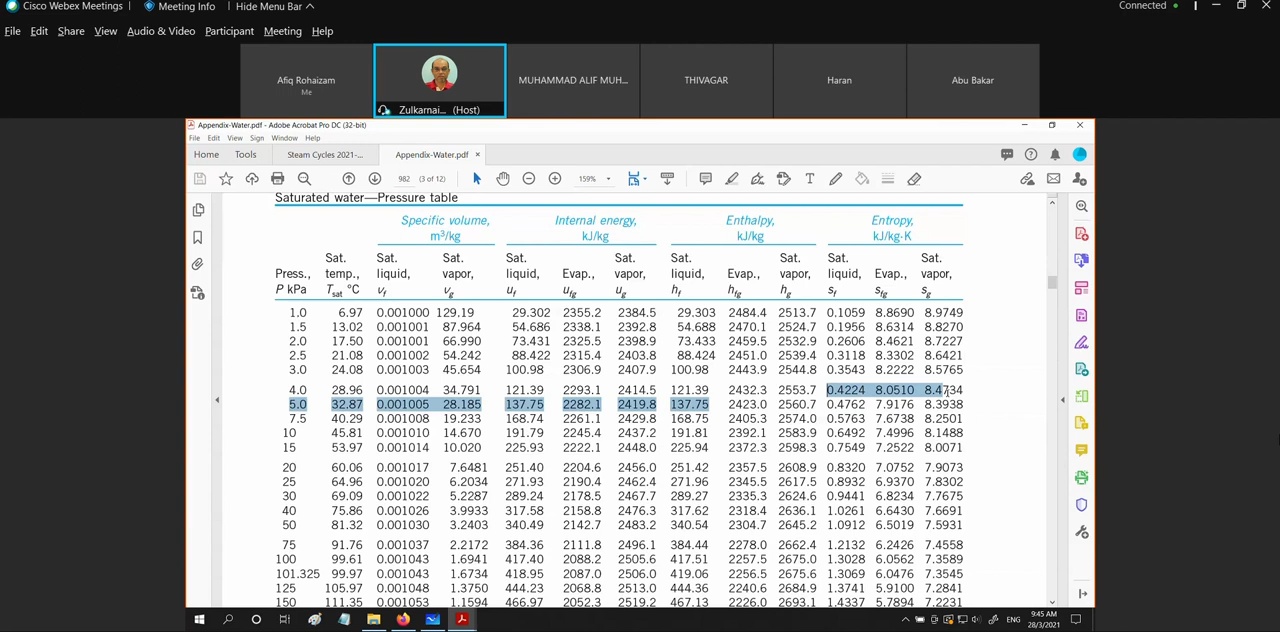 Cisco Webex Meetings | Meeting Info | Hide Menu Bar Connected
File Edit Share View Audio & Video Participant Meeting Help
Afiq Rohaizam MUHAMMAD ALIF MUH... THIVAGAR Haran Abu Bakar
Me
Zulkarnai... (Host)
Appendix-Water.pdf - Adobe Acrobat Pro DC (32-bit)
File Edit View Sign Window Help
Home Tools Steam Cycles 2021-... Appendix-Water.pdf ×
982 (3 of 12) 159%
Saturated water—Pressure table
Specific volume, Internal energy, Enthalpy, Entropy,
m³/kg kJ/kg kJ/kg kJ/kg·K
Sat. Sat. Sat. Sat. Sat. Sat. Sat. Sat. Sat.
Press., temp., liquid, vapor, liquid, Evap., vapor, liquid, Evap., vapor, liquid, Evap., vapor,
P kPa Tsat °C vf vg uf ufg ug hf hfg hg sf sfg sg
1.0 6.97 0.001000 129.19 29.302 2355.2 2384.5 29.303 2484.4 2513.7 0.1059 8.8690 8.9749
1.5 13.02 0.001001 87.964 54.686 2338.1 2392.8 54.688 2470.1 2524.7 0.1956 8.6314 8.8270
2.0 17.50 0.001001 66.990 73.431 2325.5 2398.9 73.433 2459.5 2532.9 0.2606 8.4621 8.7227
2.5 21.08 0.001002 54.242 88.422 2315.4 2403.8 88.424 2451.0 2539.4 0.3118 8.3302 8.6421
3.0 24.08 0.001003 45.654 100.98 2306.9 2407.9 100.98 2443.9 2544.8 0.3543 8.2222 8.5765
4.0 28.96 0.001004 34.791 121.39 2293.1 2414.5 121.39 2432.3 2553.7 0.4224 8.0510 8.4734
5.0 32.87 0.001005 28.185 137.75 2282.1 2419.8 137.75 2423.0 2560.7 0.4762 7.9176 8.3938
7.5 40.29 0.001008 19.233 168.74 2261.1 2429.8 168.75 2405.3 2574.0 0.5763 7.6738 8.2501
10 45.81 0.001010 14.670 191.79 2245.4 2437.2 191.81 2392.1 2583.9 0.6492 7.4996 8.1488
15 53.97 0.001014 10.020 225.93 2222.1 2448.0 225.94 2372.3 2598.3 0.7549 7.2522 8.0071
20 60.06 0.001017 7.6481 251.40 2204.6 2456.0 251.42 2357.5 2608.9 0.8320 7.0752 7.9073
25 64.96 0.001020 6.2034 271.93 2190.4 2462.4 271.96 2345.5 2617.5 0.8932 6.9370 7.8302
30 69.09 0.001022 5.2287 289.24 2178.5 2467.7 289.27 2335.3 2624.6 0.9441 6.8234 7.7675
40 75.86 0.001026 3.9933 317.58 2158.8 2476.3 317.62 2318.4 2636.1 1.0261 6.6430 7.6691
50 81.32 0.001030 3.2403 340.49 2142.7 2483.2 340.54 2304.7 2645.2 1.0912 6.5019 7.5931
75 91.76 0.001037 2.2172 384.36 2111.8 2496.1 384.44 2278.0 2662.4 1.2132 6.2426 7.4558
100 99.61 0.001043 1.6941 417.40 2088.2 2505.6 417.51 2257.5 2675.0 1.3028 6.0562 7.3589
101.325 99.97 0.001043 1.6734 418.95 2087.0 2506.0 419.06 2256.5 2675.6 1.3069 6.0476 7.3545
125 105.97 0.001048 1.3750 444.23 2068.8 2513.0 444.36 2240.6 2684.9 1.3741 5.9100 7.2841
150 111.35 0.001053 1.1594 466.97 2052.3 2519.2 467.13 2226.0 2693.1 1.4337 5.7894 7.2231
ENG
9:45 AM
28/3/2021